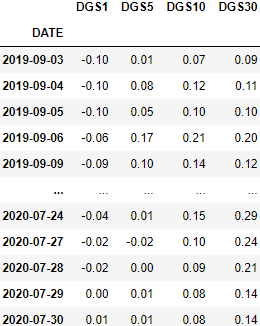 DGS1 DGS5 DGS10 DGS30
DATE
2019-09-03 -0.10 0.01 0.07 0.09
2019-09-04 -0.10 0.08 0.12 0.11
2019-09-05 -0.10 0.05 0.10 0.10
2019-09-06 -0.06 0.17 0.21 0.20
2019-09-09 -0.09 0.10 0.14 0.12
... ... ... ... ...
2020-07-24 -0.04 0.01 0.15 0.29
2020-07-27 -0.02 -0.02 0.10 0.24
2020-07-28 -0.02 0.00 0.09 0.21
2020-07-29 0.00 0.01 0.08 0.14
2020-07-30 0.01 0.01 0.08 0.14